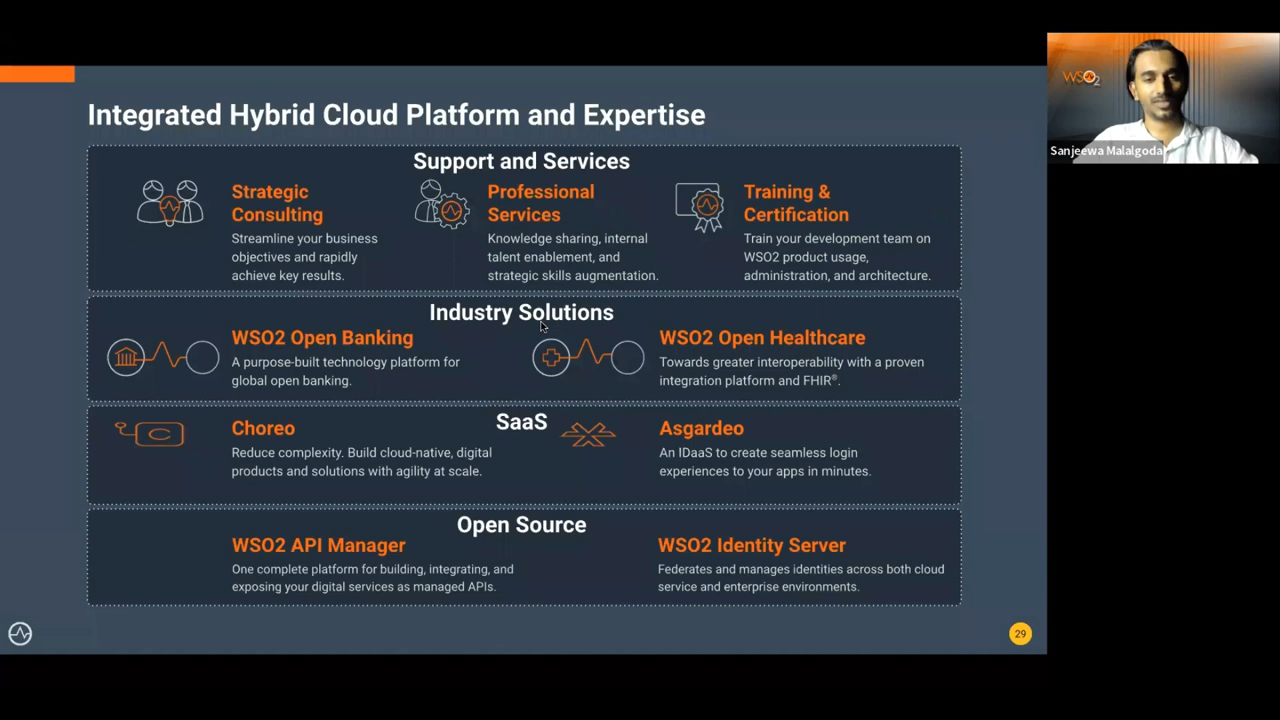 Integrated Hybrid Cloud Platform and Expertise
Support and Services
Strategic
Consulting
Streamline your business
objectives and rapidly
achieve key results.
Professional
Services
Knowledge sharing, internal
talent enablement, and
strategic skills augmentation.
Training &
Certification
Train your development team on
WSO2 product usage,
administration, and architecture.
Industry Solutions
WSO2 Open Banking
A purpose-built technology platform for
global open banking.
WSO2 Open Healthcare
Towards greater interoperability with a proven
integration platform and FHIR®.
SaaS
Choreo
Reduce complexity. Build cloud-native, digital
products and solutions with agility at scale.
Asgardeo
An IDaaS to create seamless login
experiences to your apps in minutes.
Open Source
WSO2 API Manager
One complete platform for building, integrating, and
exposing your digital services as managed APIs.
WSO2 Identity Server
Federates and manages identities across both cloud
service and enterprise environments.
29
WSO2
Sanjeewa Malalgoda